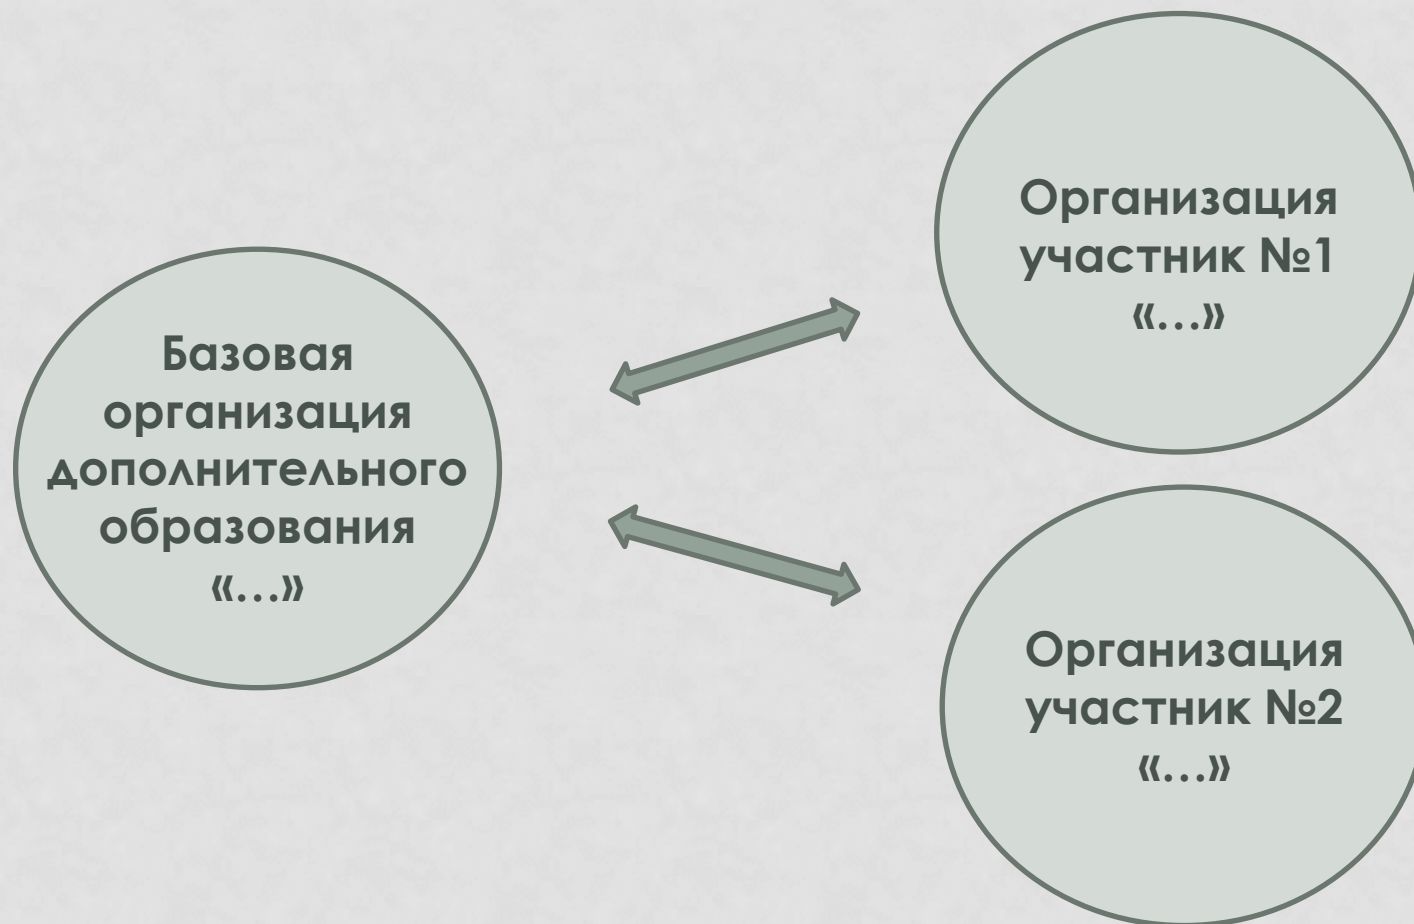 Базовая
организация
дополнительного
образования
«...»
Организация
участник №1
«...»
Организация
участник №2
«...»